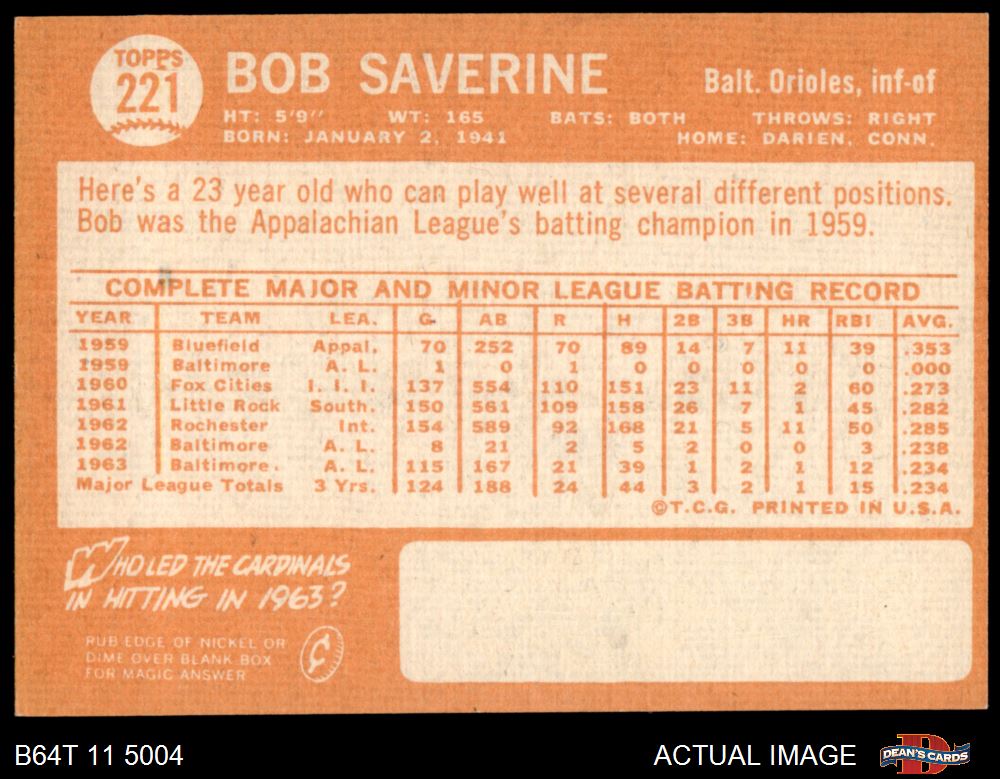 TOPPS
221
BOB SAVERINE
Balt. Orioles, inf-of
HT: 5'9" WT: 165 BATS: BOTH THROWS: RIGHT
BORN: JANUARY 2, 1941 HOME: DARIEN, CONN.
Here's a 23 year old who can play well at several different positions.
Bob was the Appalachian League's batting champion in 1959.
COMPLETE MAJOR AND MINOR LEAGUE BATTING RECORD
YEAR TEAM LEA. G AB R H 2B 3B HR RBI AVG.
1959 Bluefield Appal. 70 252 70 89 14 7 11 39 .353
1959 Baltimore A. L. 1 0 1 0 0 0 0 0 .000
1960 Fox Cities I. I. I. 137 554 110 151 23 11 2 60 .273
1961 Little Rock South. 150 561 109 158 26 7 1 45 .282
1962 Rochester Int. 154 589 92 168 21 5 11 50 .285
1962 Baltimore A. L. 8 21 2 5 2 0 0 3 .238
1963 Baltimore. A. L. 115 167 21 39 1 2 1 12 .234
Major League Totals 3 Yrs. 124 188 24 44 3 2 1 15 .234
©T.C.G. PRINTED IN U.S.A.
WHO LED THE CARDINALS
IN HITTING IN 1963?
RUB EDGE OF NICKEL OR
DIME OVER BLANK BOX
FOR MAGIC ANSWER
B64T 11 5004
ACTUAL IMAGE
DEAN'S CARDS